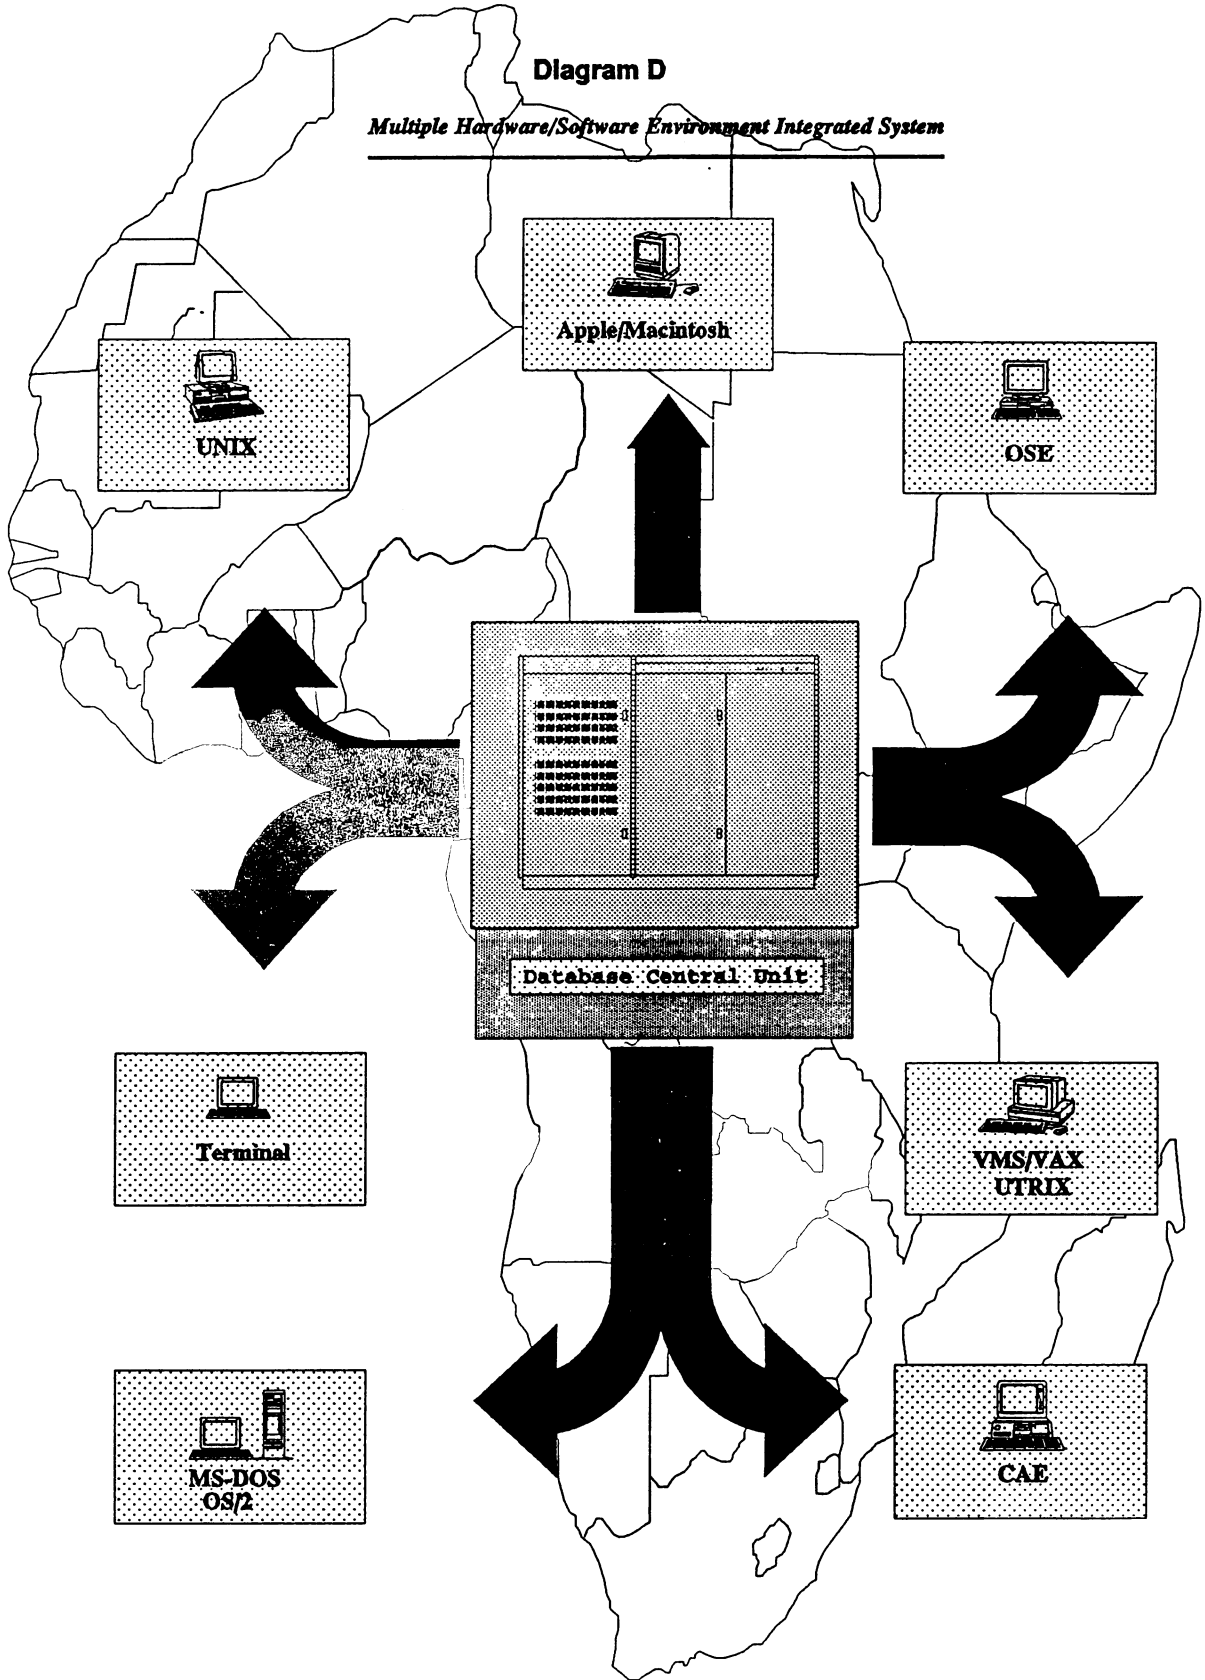 Diagram D
Multiple Hardware/Software Environment Integrated System
Apple/Macintosh
UNIX
OSE
Database Central Unit
Terminal
VMS/VAX
UTRIX
MS-DOS
OS/2
CAE